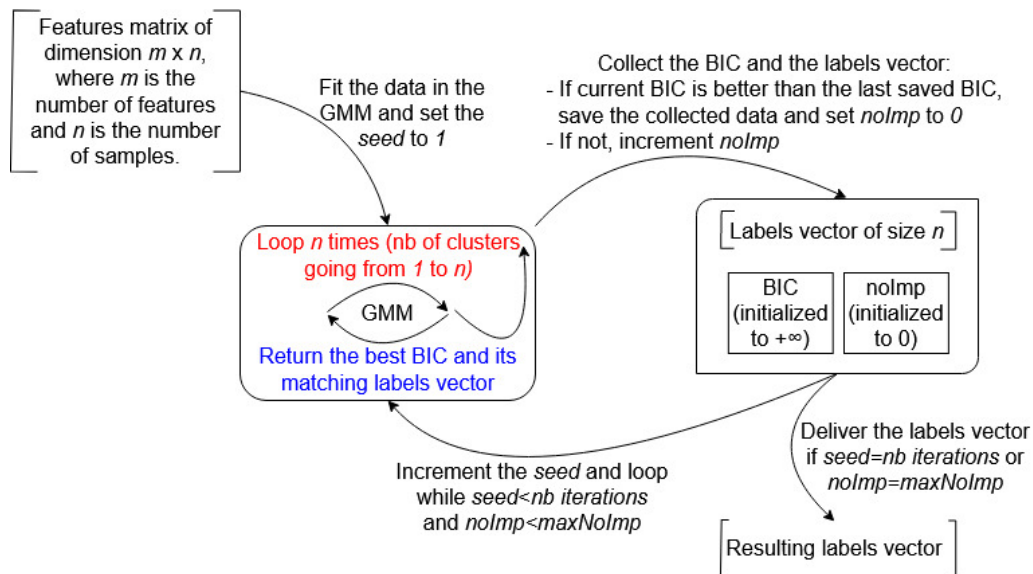 Features matrix of
dimension m x n,
where m is the
number of features
and n is the number
of samples.
Fit the data in the
GMM and set the
seed to 1
Collect the BIC and the labels vector:
- If current BIC is better than the last saved BIC,
save the collected data and set noImp to 0
- If not, increment noImp
Loop n times (nb of clusters
going from 1 to n)
GMM
Return the best BIC and its
matching labels vector
Labels vector of size n
BIC
(initialized
to +∞)
noImp
(initialized
to 0)
Increment the seed and loop
while seed<nb iterations
and noImp<maxNoImp
Deliver the labels vector
if seed=nb iterations or
noImp=maxNoImp
Resulting labels vector